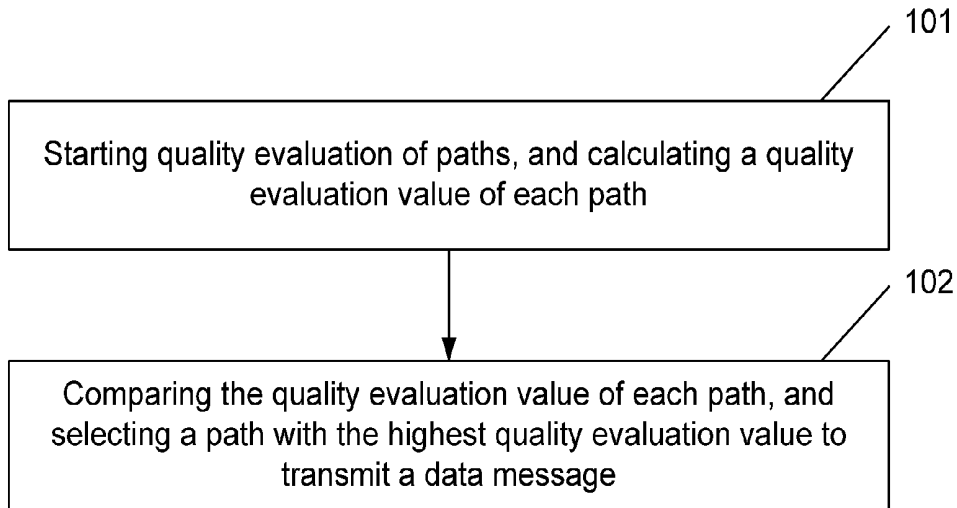 101
Starting quality evaluation of paths, and calculating a quality
evaluation value of each path
102
Comparing the quality evaluation value of each path, and
selecting a path with the highest quality evaluation value to
transmit a data message